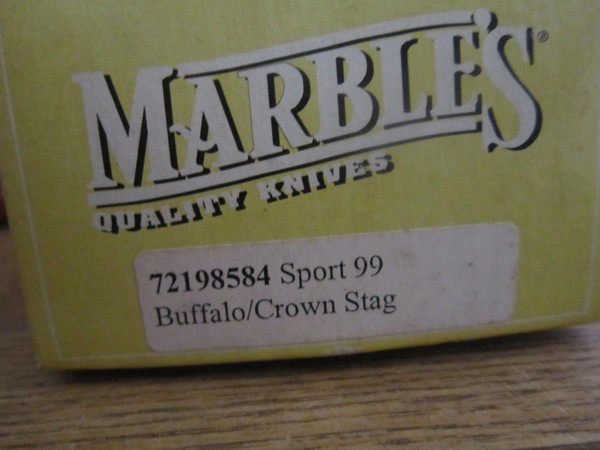 MARBLE'S®
QUALITY KNIVES
72198584 Sport 99
Buffalo/Crown Stag